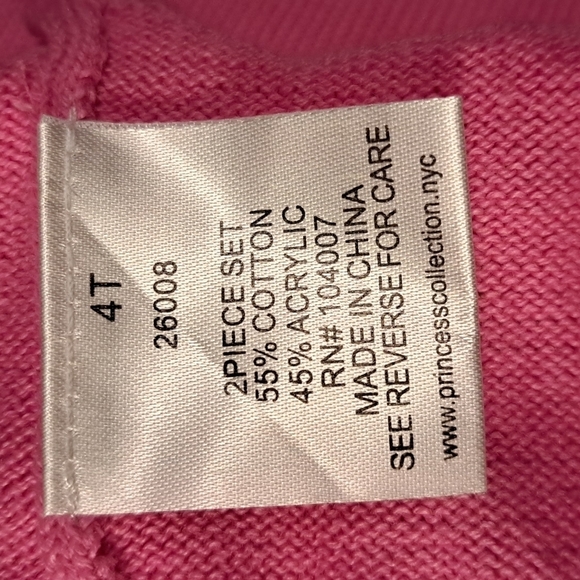 4T
26008
2PIECE SET
55% COTTON
45% ACRYLIC
RN# 104007
MADE IN CHINA
SEE REVERSE FOR CARE
www.princesscollection.nyc